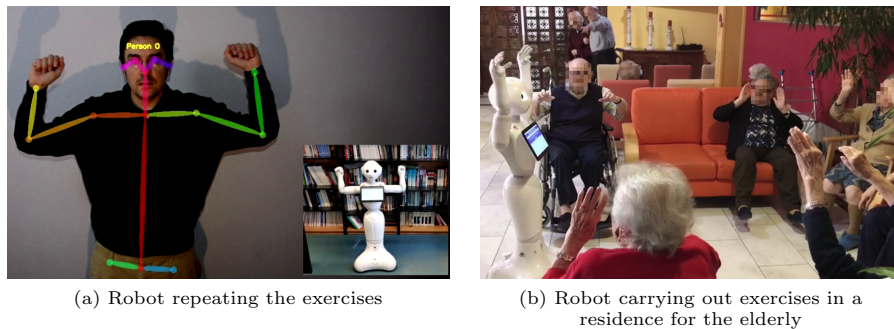 Person 0
(a) Robot repeating the exercises
(b) Robot carrying out exercises in a
residence for the elderly